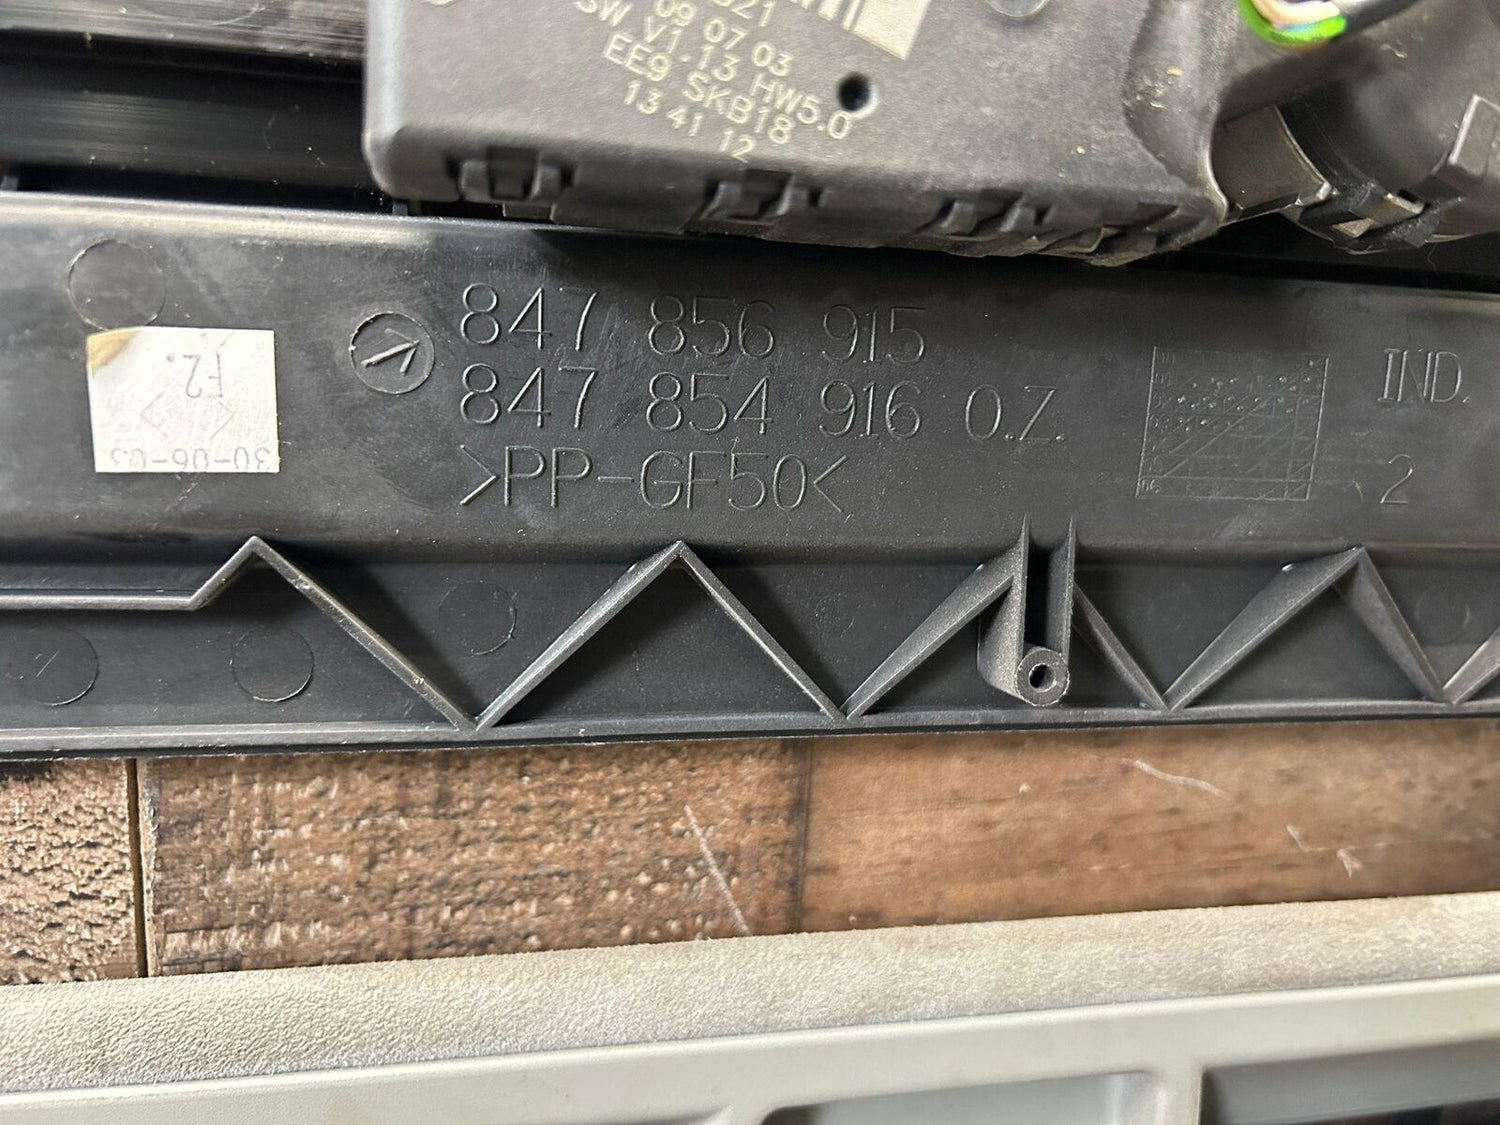 09 07 03
SW V1.13 HW5.0
EE9 SKB18
13 41 12
847 856 915
847 854 916 O.Z.
>PP-GF50<
IND.
2
F2.
30-06-03
06